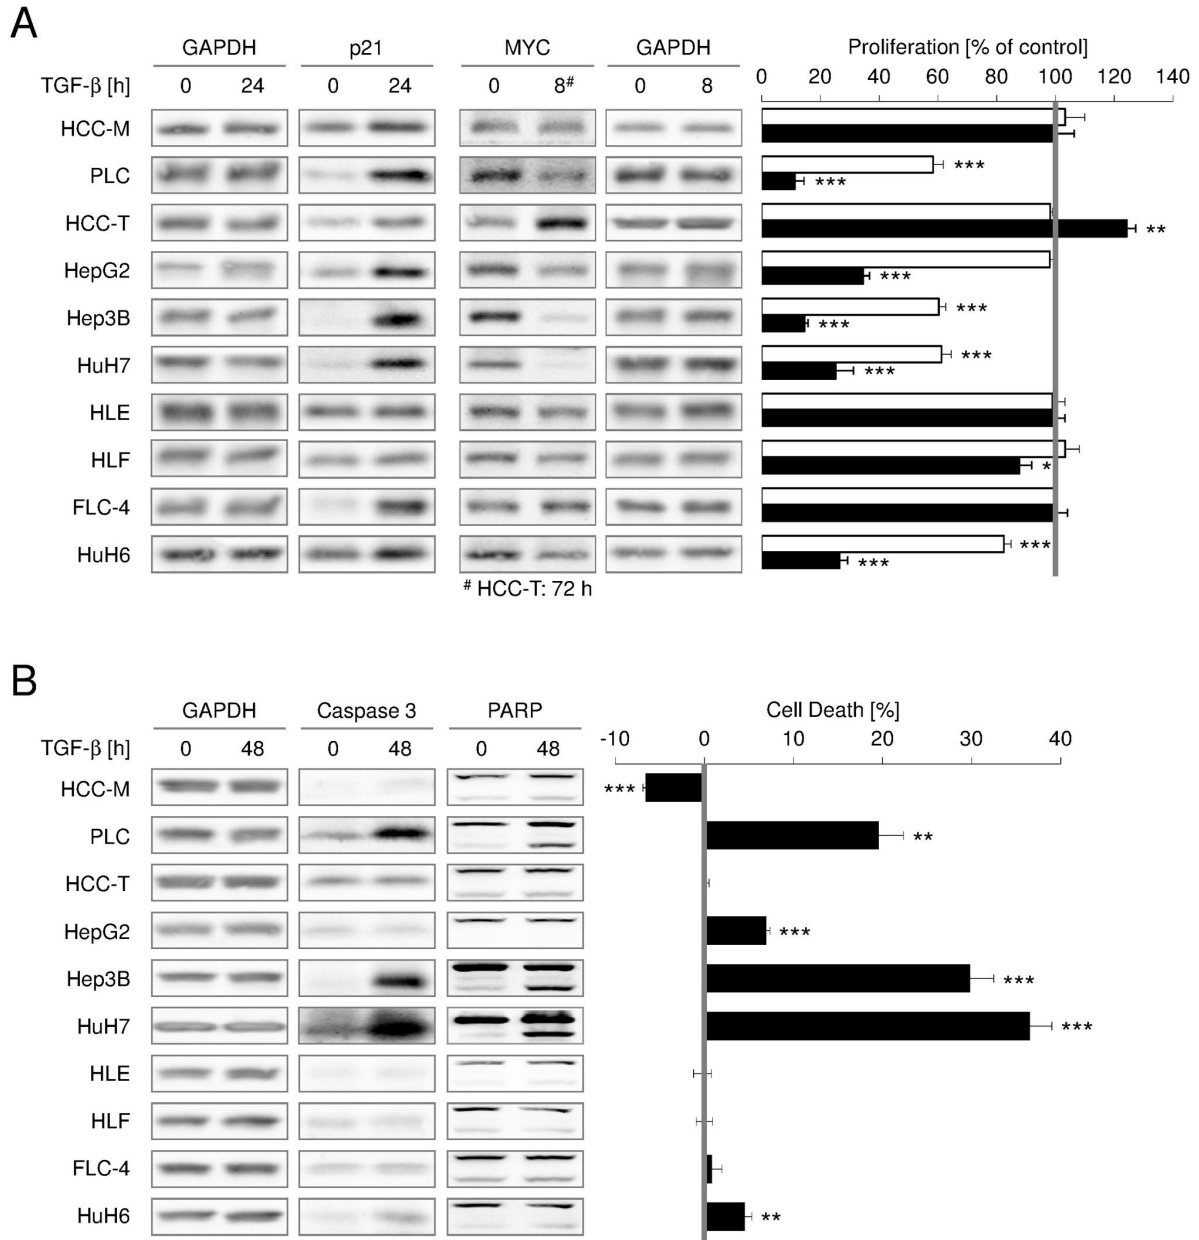 A
GAPDH p21 MYC GAPDH Proliferation [% of control]
TGF-β [h] 0 24 0 24 0 8# 0 8 0 20 40 60 80 100 120 140
HCC-M
PLC *** ***
HCC-T **
HepG2 ***
Hep3B *** ***
HuH7 *** ***
HLE
HLF *
FLC-4
HuH6 *** ***
# HCC-T: 72 h
B
GAPDH Caspase 3 PARP Cell Death [%]
TGF-β [h] 0 48 0 48 0 48 -10 0 10 20 30 40
HCC-M ***
PLC **
HCC-T
HepG2 ***
Hep3B ***
HuH7 ***
HLE
HLF
FLC-4
HuH6 **